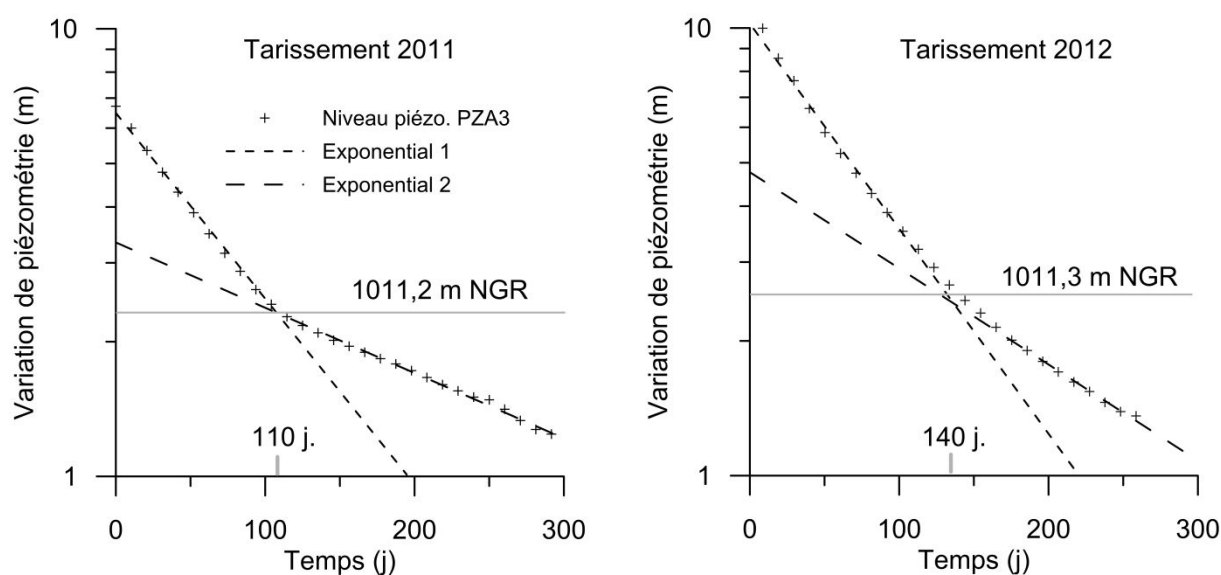 Tarissement 2011
Variation de piézométrie (m)
10
1
Niveau piézo. PZA3
Exponential 1
Exponential 2
1011,2 m NGR
110 j.
0 100 200 300
Temps (j)
Tarissement 2012
Variation de piézométrie (m)
10
1
1011,3 m NGR
140 j.
0 100 200 300
Temps (j)